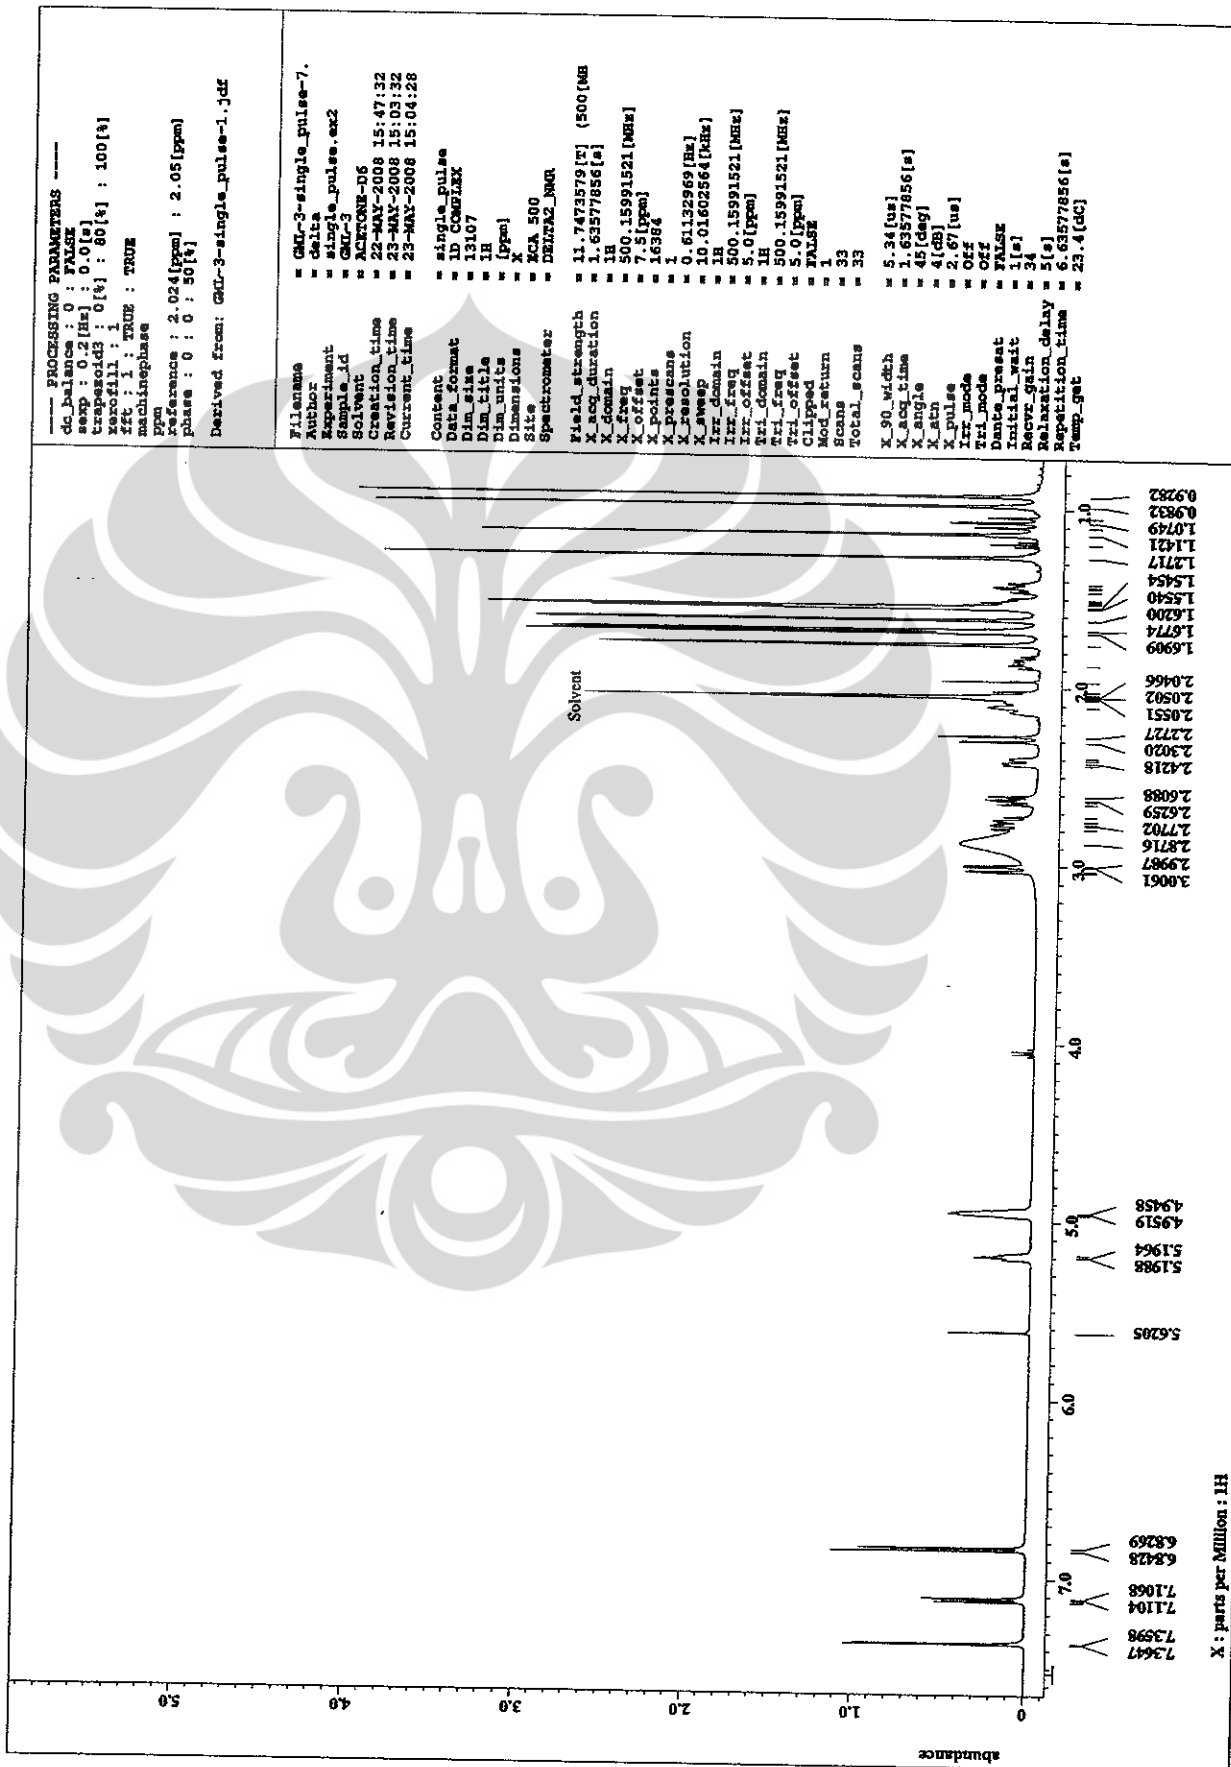 ---- PROCESSING PARAMETERS ----
dc_balance : 0 : FALSE
sexp : 0.2[Hz] : 0.0[s]
trapezoid3 : 0[%] : 80[%] : 100[%]
zerofill : 1
fft : 1 : TRUE : TRUE
machinephase
ppm
reference : 2.024[ppm] : 2.05[ppm]
phase : 0 : 0 : 50[%]
Derived from: GML-3-single_pulse-1.jdf
Filename = GML-3-single_pulse-7.
Author = delta
Experiment = single_pulse.ex2
Sample_id = GML-3
Solvent = ACETONE-D6
Creation_time = 22-MAY-2008 15:47:32
Revision_time = 23-MAY-2008 15:03:32
Current_time = 23-MAY-2008 15:04:28
Content = single_pulse
Data_format = 1D COMPLEX
Dim_size = 13107
Dim_title = 1H
Dim_units = [ppm]
Dimensions = X
Site = ECA 500
Spectrometer = DELTA2_NMR
Field_strength = 11.7473579[T] (500[MH
X_acq_duration = 1.63577856[s]
X_domain = 1H
X_freq = 500.15991521[MHz]
X_offset = 7.5[ppm]
X_points = 16384
X_prescans = 1
X_resolution = 0.61132969[Hz]
X_sweep = 10.01602564[kHz]
Irr_domain = 1H
Irr_freq = 500.15991521[MHz]
Irr_offset = 5.0[ppm]
Tri_domain = 1H
Tri_freq = 500.15991521[MHz]
Tri_offset = 5.0[ppm]
Clipped = FALSE
Mod_return = 1
Scans = 33
Total_scans = 33
X_90_width = 5.34[us]
X_acq_time = 1.63577856[s]
X_angle = 45[deg]
X_atn = 4[dB]
X_pulse = 2.67[us]
Irr_mode = Off
Tri_mode = Off
Dante_presat = FALSE
Initial_wait = 1[s]
Recvr_gain = 34
Relaxation_delay = 5[s]
Repetition_time = 6.63577856[s]
Temp_get = 23.4[dC]
Solvent
abundance
0 1.0 2.0 3.0 4.0 5.0
7.0 6.0 5.0 4.0 3.0 2.0 1.0
7.3647
7.3598
7.1104
7.1068
6.8428
6.8269
5.6205
5.1988
5.1964
4.9519
4.9458
3.0061
2.9987
2.8716
2.7702
2.6259
2.6088
2.4218
2.3020
2.2727
2.0551
2.0502
2.0466
1.6909
1.6774
1.6200
1.5540
1.5454
1.2717
1.1421
1.0749
0.9832
0.9282
X : parts per Million : 1H